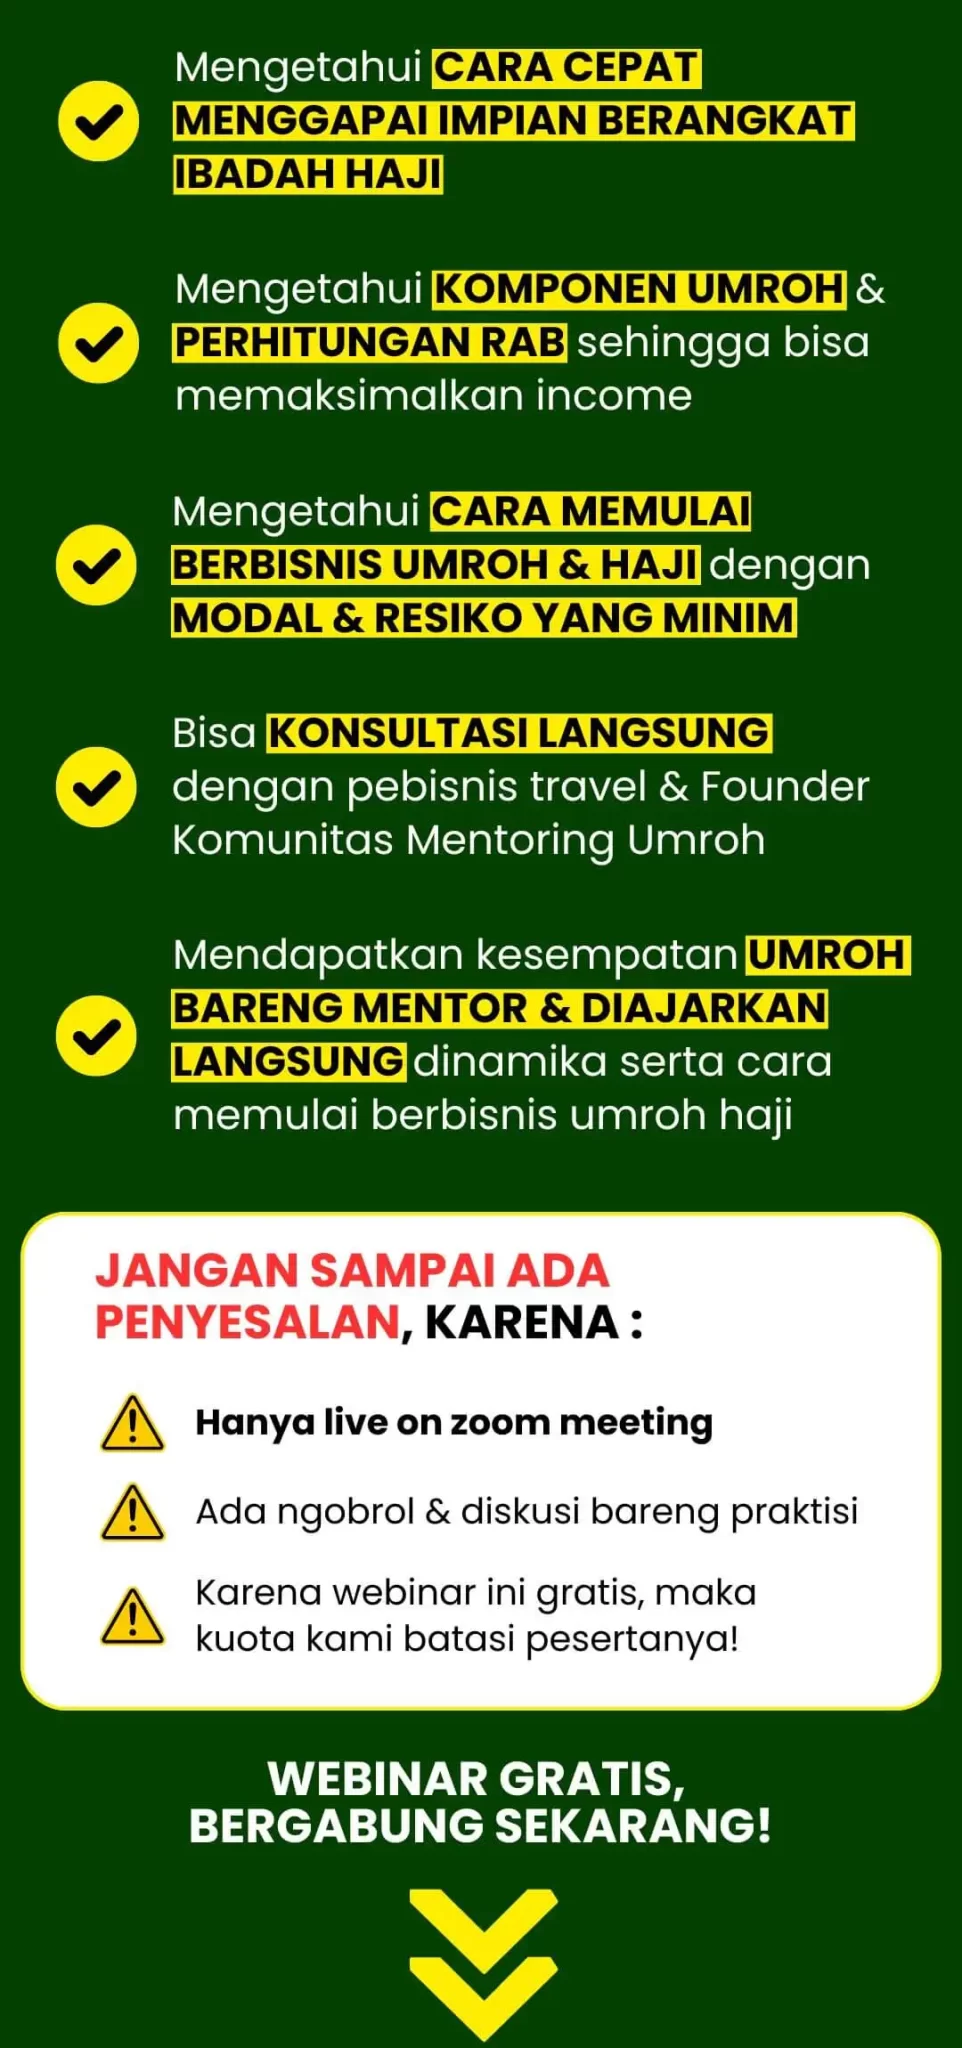 Mengetahui CARA CEPAT
MENGGAPAI IMPIAN BERANGKAT
IBADAH HAJI
Mengetahui KOMPONEN UMROH &
PERHITUNGAN RAB sehingga bisa
memaksimalkan income
Mengetahui CARA MEMULAI
BERBISNIS UMROH & HAJI dengan
MODAL & RESIKO YANG MINIM
Bisa KONSULTASI LANGSUNG
dengan pebisnis travel & Founder
Komunitas Mentoring Umroh
Mendapatkan kesempatan UMROH
BARENG MENTOR & DIAJARKAN
LANGSUNG dinamika serta cara
memulai berbisnis umroh haji
JANGAN SAMPAI ADA
PENYESALAN, KARENA :
Hanya live on zoom meeting
Ada ngobrol & diskusi bareng praktisi
Karena webinar ini gratis, maka
kuota kami batasi pesertanya!
WEBINAR GRATIS,
BERGABUNG SEKARANG!